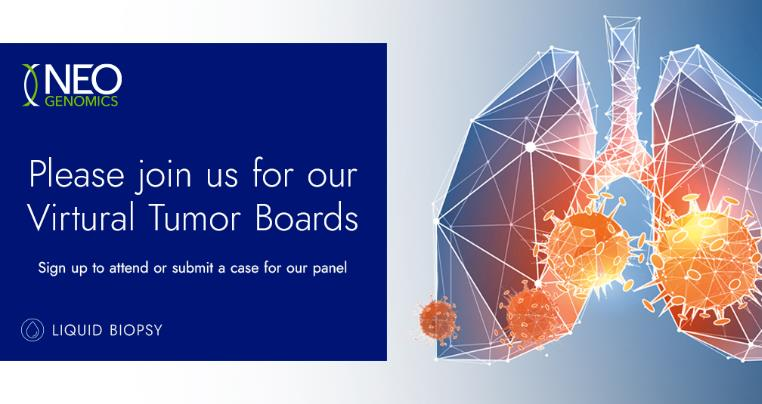 NEO
GENOMICS
Please join us for our
Virtural Tumor Boards
Sign up to attend or submit a case for our panel
LIQUID BIOPSY